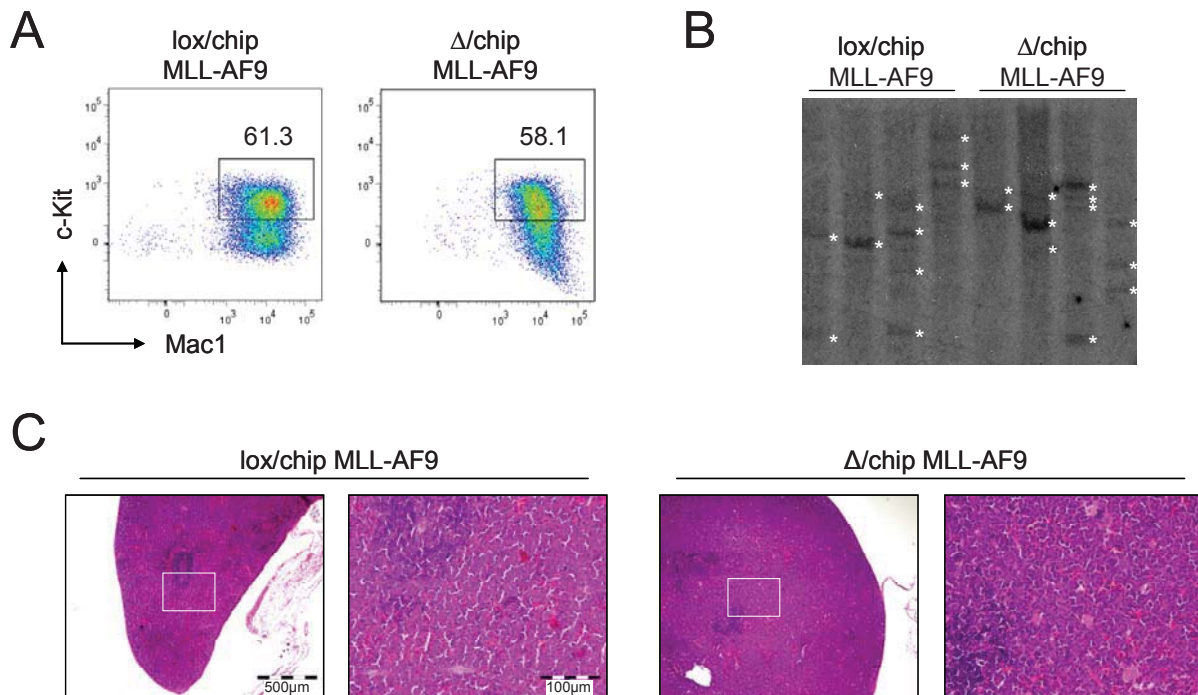 A
lox/chip
MLL-AF9
Δ/chip
MLL-AF9
61.3
58.1
10⁵
10⁴
10³
0
10⁵
10⁴
10³
0
c-Kit
0
10³
10⁴
10⁵
0
10³
10⁴
10⁵
Mac1
B
lox/chip
MLL-AF9
Δ/chip
MLL-AF9
* * * * * * * * * * * * * * * * * * * * * * * *
C
lox/chip MLL-AF9
Δ/chip MLL-AF9
500µm
100µm